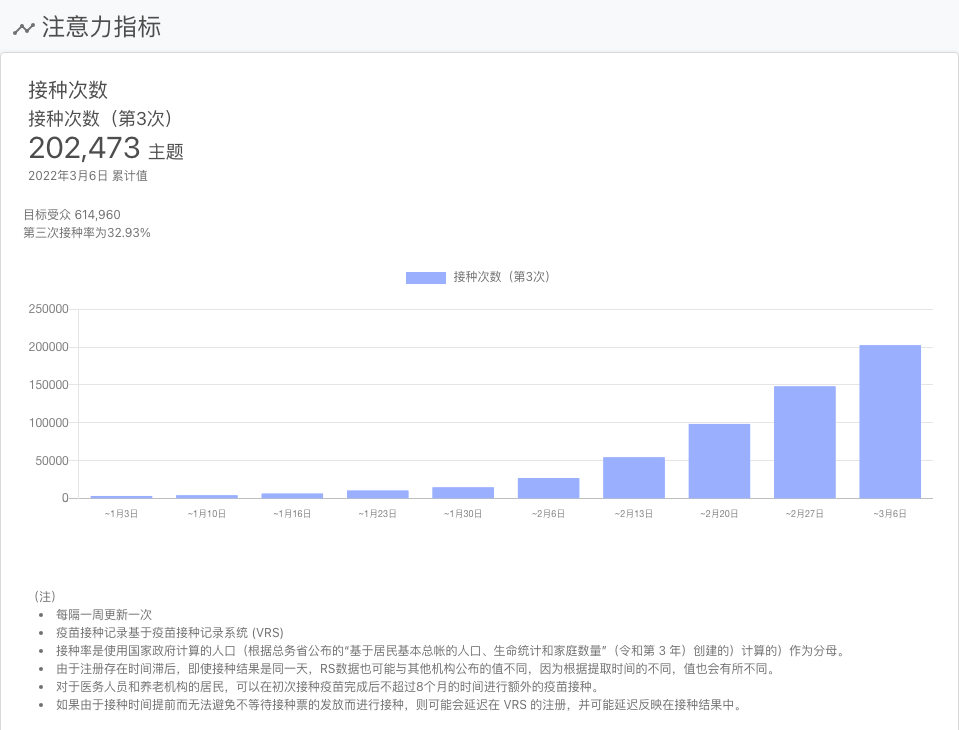 注意力指标
接种次数
接种次数（第3次）
202,473 主题
2022年3月6日 累计值
目标受众 614,960
第三次接种率为32.93%
接种次数（第3次）
250000
200000
150000
100000
50000
0
~1月3日 ~1月10日 ~1月16日 ~1月23日 ~1月30日 ~2月6日 ~2月13日 ~2月20日 ~2月27日 ~3月6日
（注）
• 每隔一周更新一次
• 疫苗接种记录基于疫苗接种记录系统 (VRS)
• 接种率是使用国家政府计算的人口（根据总务省公布的“基于居民基本总帐的人口、生命统计和家庭数量”（令和第 3 年）创建的）计算的）作为分母。
• 由于注册存在时间滞后，即使接种结果是同一天，RS数据也可能与其他机构公布的值不同，因为根据提取时间的不同，值也会有所不同。
• 对于医务人员和养老机构的居民，可以在初次接种疫苗完成后不超过8个月的时间进行额外的疫苗接种。
• 如果由于接种时间提前而无法避免不等待接种票的发放而进行接种，则可能会延迟在 VRS 的注册，并可能延迟反映在接种结果中。